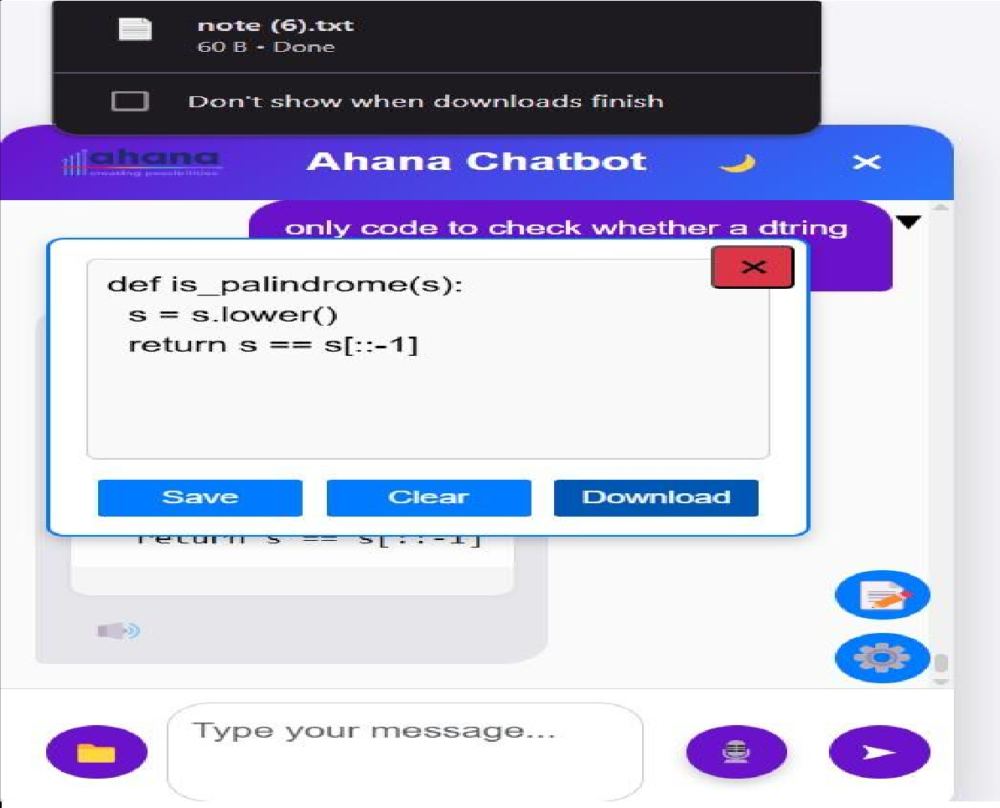 note (6).txt
60 B • Done
Don't show when downloads finish
ahana
creating possibilities
Ahana Chatbot
only code to check whether a dtring
def is_palindrome(s):
s = s.lower()
return s == s[::-1]
Save
Clear
Download
return s == s[::-1]
Type your message...